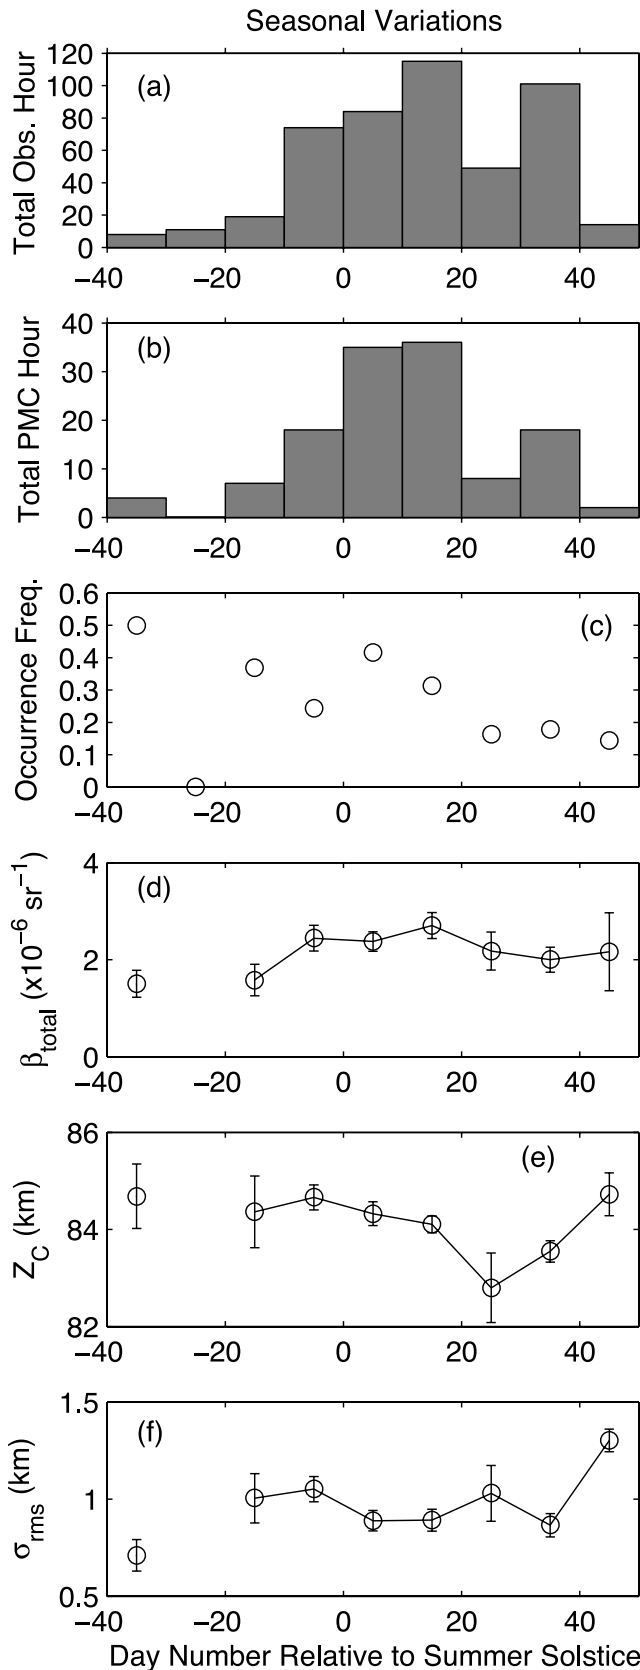 Seasonal Variations
(a)
Total Obs. Hour
120
100
80
60
40
20
0
−40 −20 0 20 40
(b)
Total PMC Hour
40
30
20
10
0
−40 −20 0 20 40
(c)
Occurrence Freq.
0.6
0.5
0.4
0.3
0.2
0.1
0
−40 −20 0 20 40
(d)
β_total (x10⁻⁶ sr⁻¹)
4
2
0
−40 −20 0 20 40
(e)
Z_C (km)
86
84
82
−40 −20 0 20 40
(f)
σ_rms (km)
1.5
1
0.5
−40 −20 0 20 40
Day Number Relative to Summer Solstice